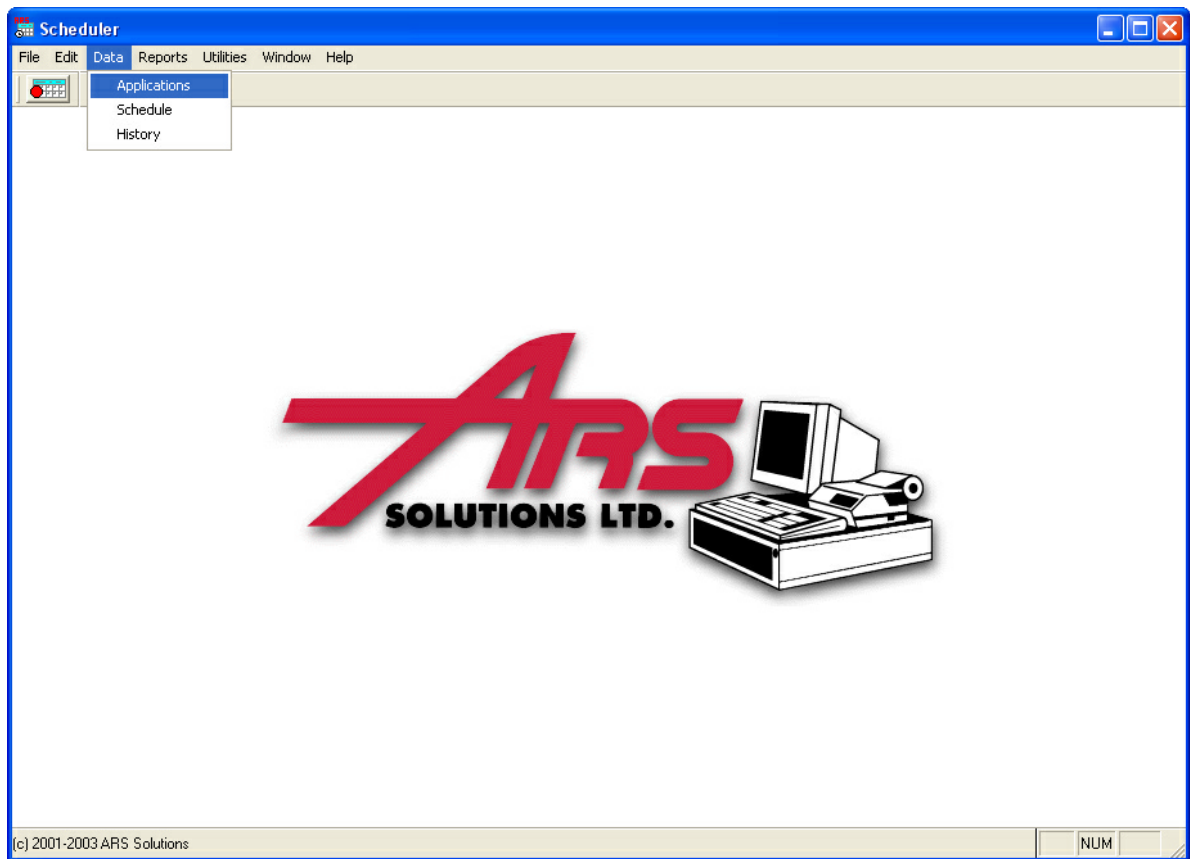 Scheduler
File Edit Data Reports Utilities Window Help
Applications
Schedule
History
ARS
SOLUTIONS LTD.
(c) 2001-2003 ARS Solutions
NUM